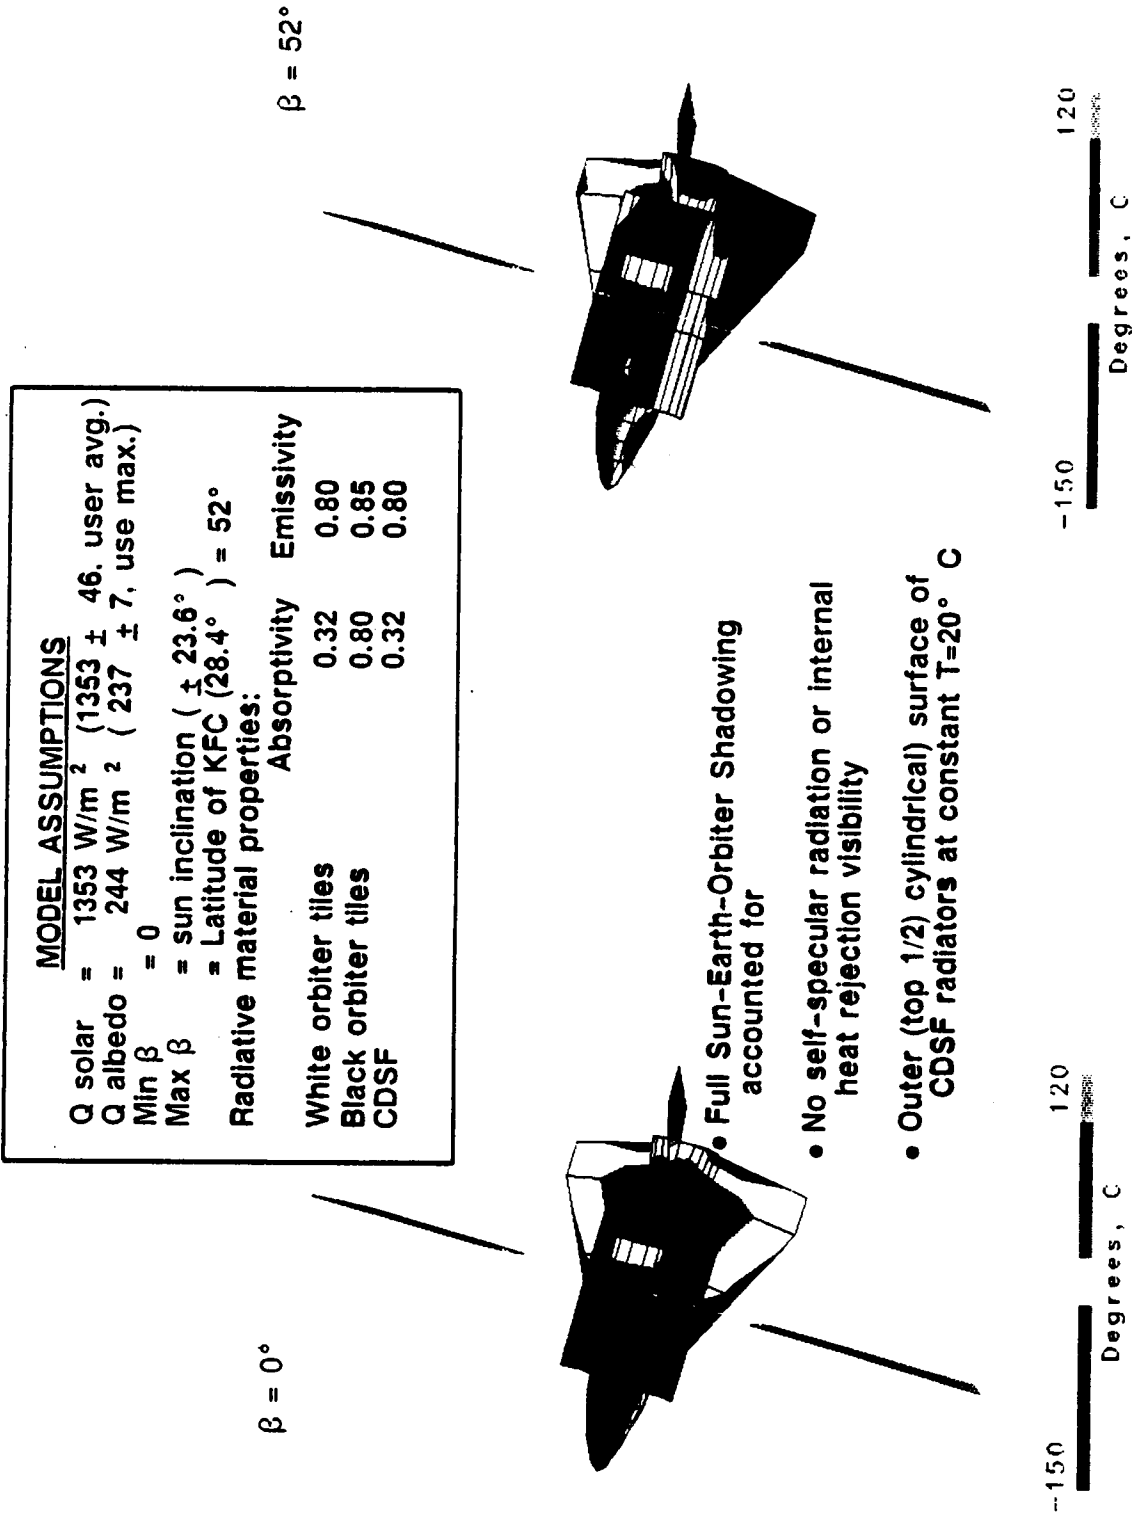 MODEL ASSUMPTIONS
Q solar = 1353 W/m 2 (1353 ± 46, user avg.)
Q albedo = 244 W/m 2 ( 237 ± 7, use max.)
Min β = 0
Max β = sun inclination ( ± 23.6° )
= Latitude of KFC (28.4° ) = 52°
Radiative material properties:
Absorptivity Emissivity
White orbiter tiles 0.32 0.80
Black orbiter tiles 0.80 0.85
CDSF 0.32 0.80
β = 0°
β = 52°
• Full Sun-Earth-Orbiter Shadowing
accounted for
• No self-specular radiation or internal
heat rejection visibility
• Outer (top 1/2) cylindrical) surface of
CDSF radiators at constant T=20° C
-150 120
Degrees, C
-150 120
Degrees, C